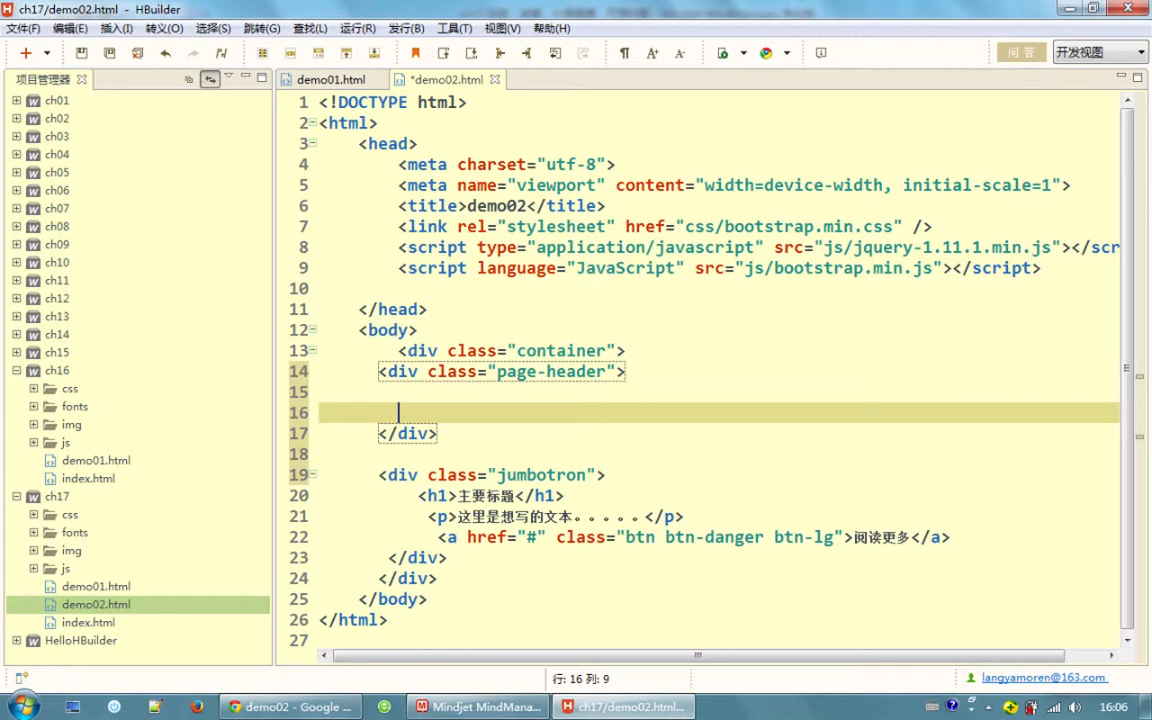 ch17/demo02.html - HBuilder
文件(F) 编辑(E) 插入(I) 转义(O) 选择(S) 跳转(G) 查找(L) 运行(R) 发行(B) 工具(T) 视图(V) 帮助(H)
问 答 开发视图
项目管理器
demo01.html *demo02.html
ch01
ch02
ch03
ch04
ch05
ch06
ch07
ch08
ch09
ch10
ch11
ch12
ch13
ch14
ch15
ch16
css
fonts
img
js
demo01.html
index.html
ch17
css
fonts
img
js
demo01.html
demo02.html
index.html
HelloHBuilder
1 <!DOCTYPE html>
2 <html>
3 <head>
4 <meta charset="utf-8">
5 <meta name="viewport" content="width=device-width, initial-scale=1">
6 <title>demo02</title>
7 <link rel="stylesheet" href="css/bootstrap.min.css" />
8 <script type="application/javascript" src="js/jquery-1.11.1.min.js"></scr
9 <script language="JavaScript" src="js/bootstrap.min.js"></script>
10
11 </head>
12 <body>
13 <div class="container">
14 <div class="page-header">
15
16
17 </div>
18
19 <div class="jumbotron">
20 <h1>主要标题</h1>
21 <p>这里是想写的文本。。。。。</p>
22 <a href="#" class="btn btn-danger btn-lg">阅读更多</a>
23 </div>
24 </div>
25 </body>
26 </html>
27
行: 16 列: 9
langyamoren@163.com
demo02 - Google ...
Mindjet MindMana...
ch17/demo02.html...
16:06